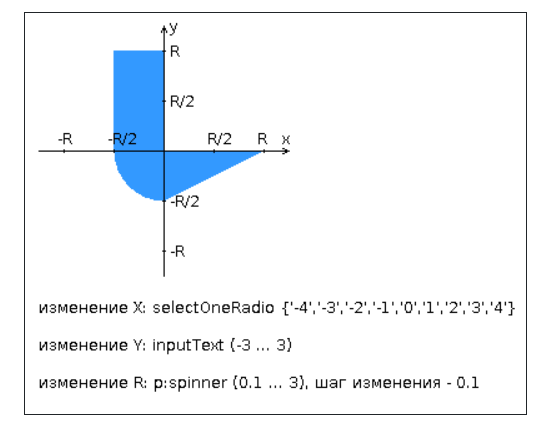 y
R
R/2
-R -R/2 R/2 R x
-R/2
-R
изменение X: selectOneRadio {'-4','-3','-2','-1','0','1','2','3','4'}
изменение Y: inputText (-3 ... 3)
изменение R: p:spinner (0.1 ... 3), шаг изменения - 0.1